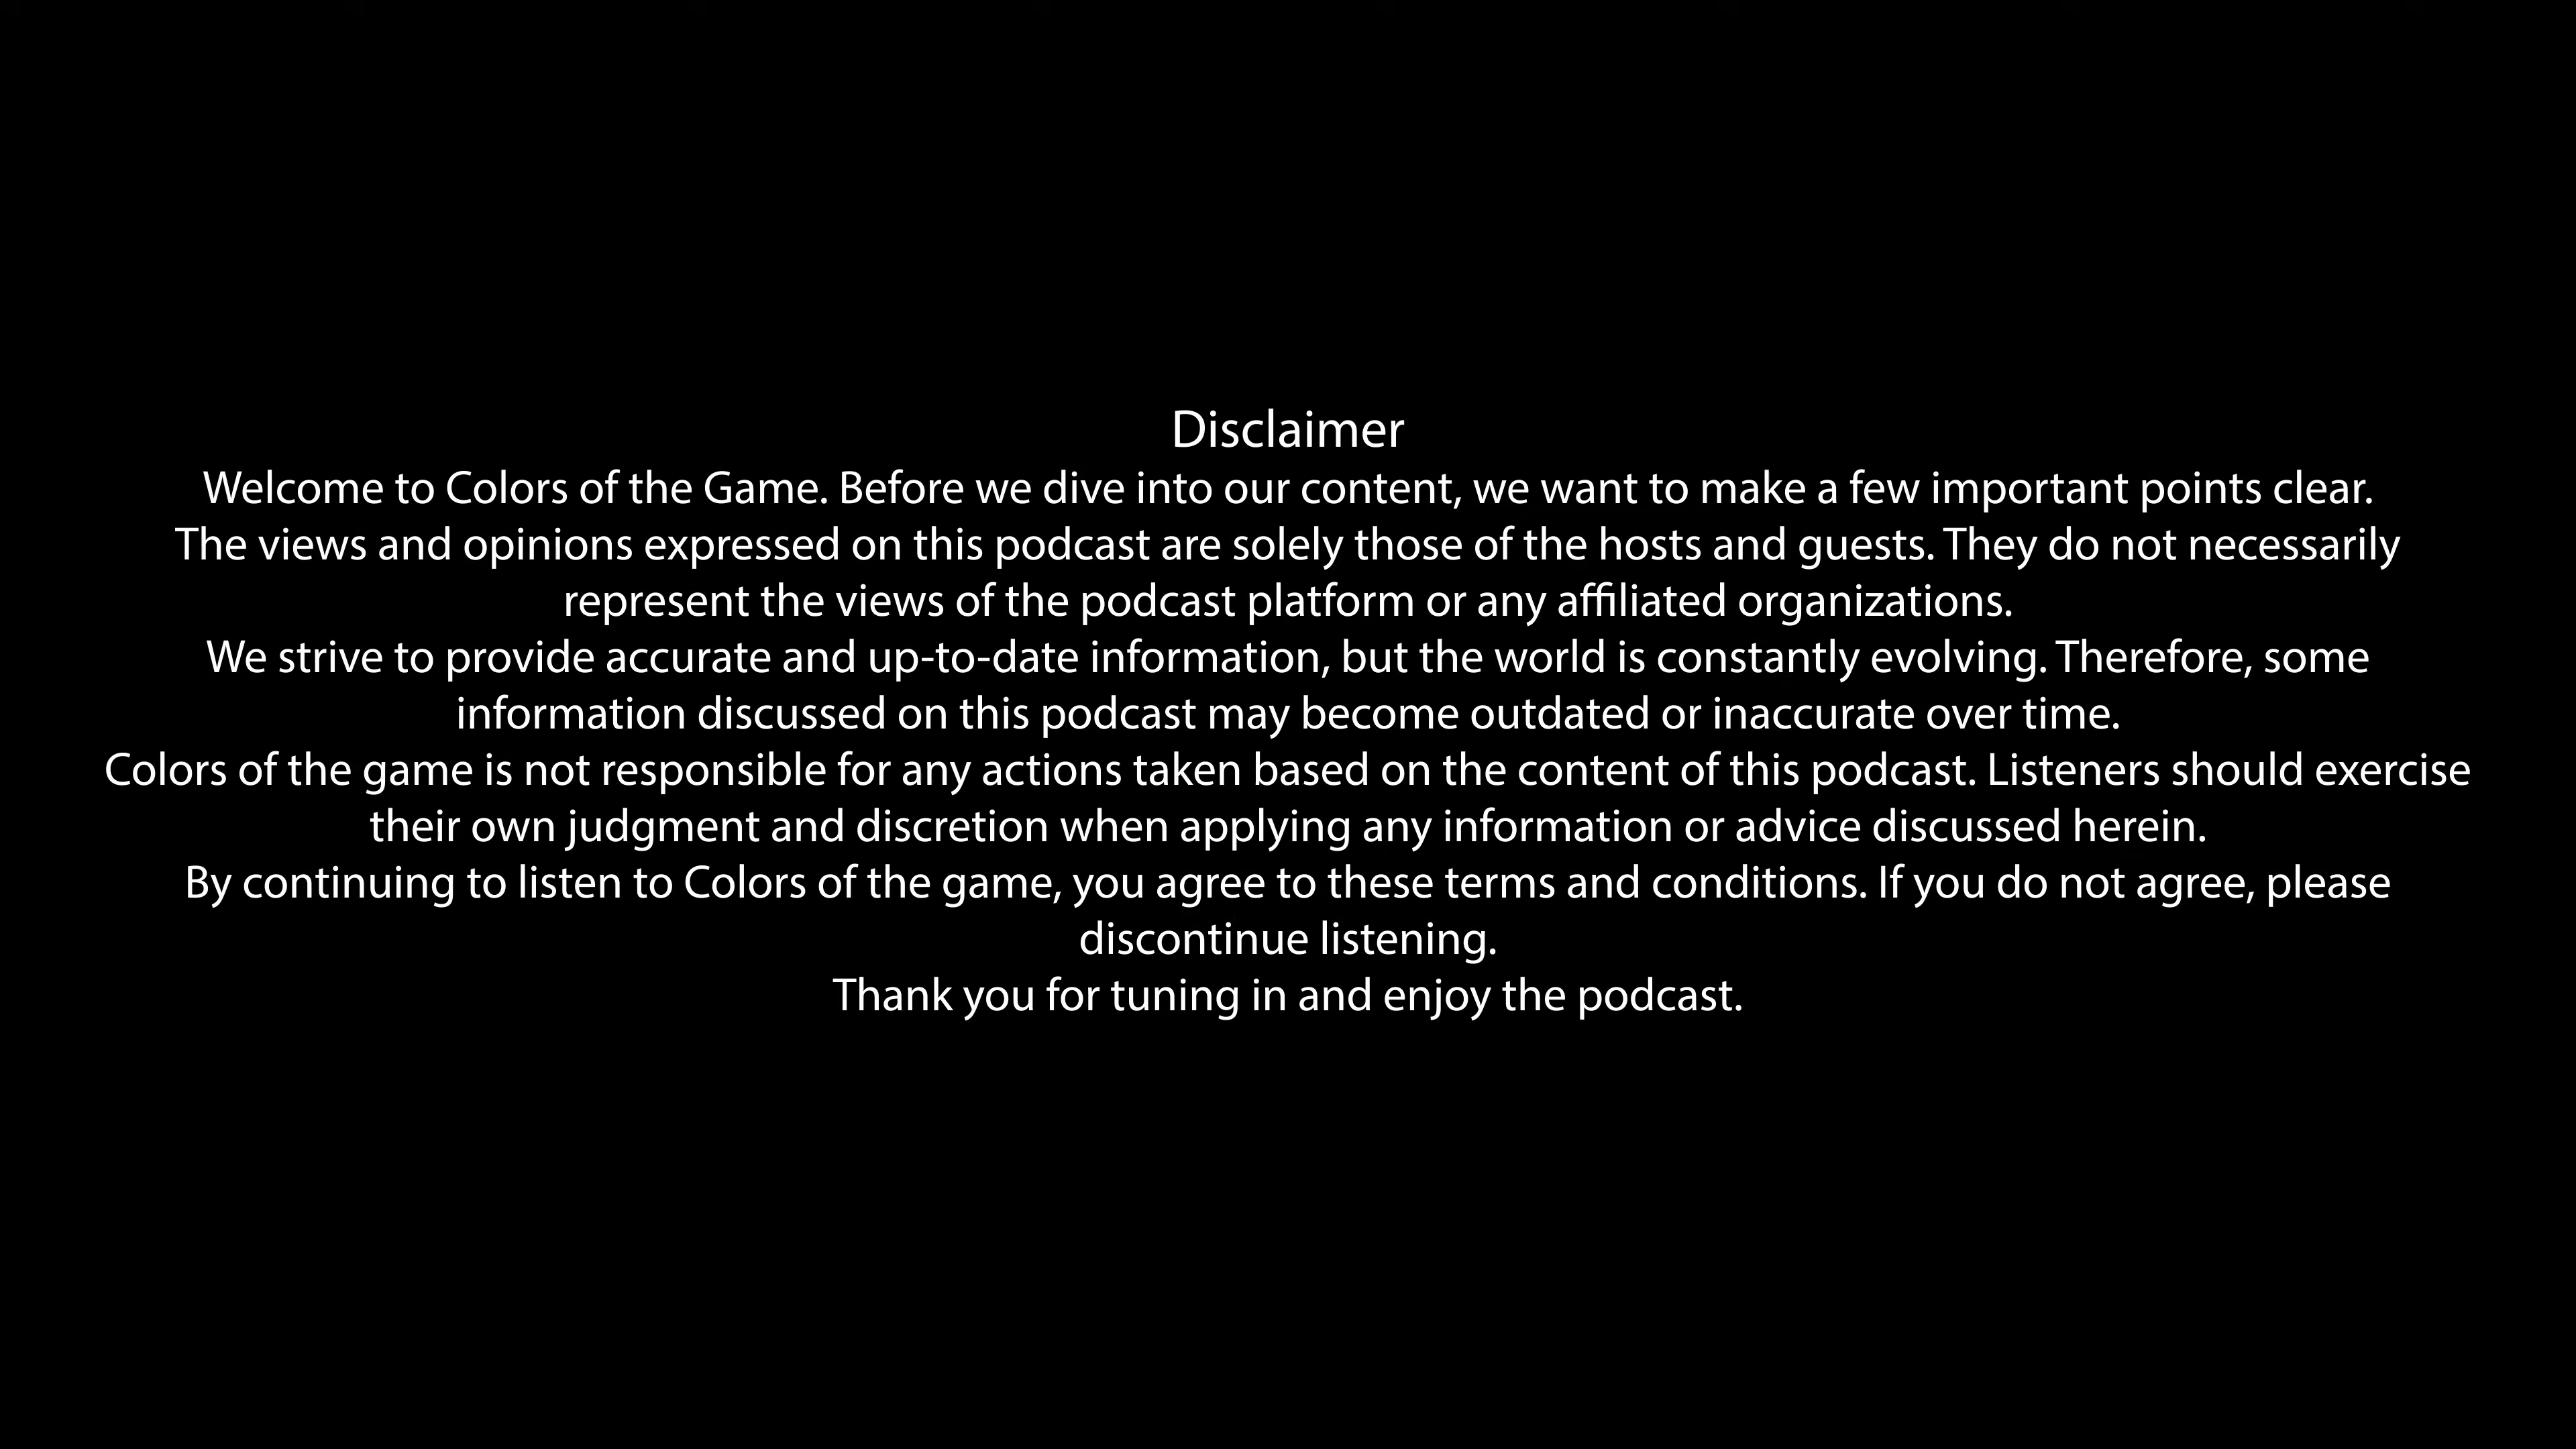 Disclaimer
Welcome to Colors of the Game. Before we dive into our content, we want to make a few important points clear.
The views and opinions expressed on this podcast are solely those of the hosts and guests. They do not necessarily
represent the views of the podcast platform or any affiliated organizations.
We strive to provide accurate and up-to-date information, but the world is constantly evolving. Therefore, some
information discussed on this podcast may become outdated or inaccurate over time.
Colors of the game is not responsible for any actions taken based on the content of this podcast. Listeners should exercise
their own judgment and discretion when applying any information or advice discussed herein.
By continuing to listen to Colors of the game, you agree to these terms and conditions. If you do not agree, please
discontinue listening.
Thank you for tuning in and enjoy the podcast.